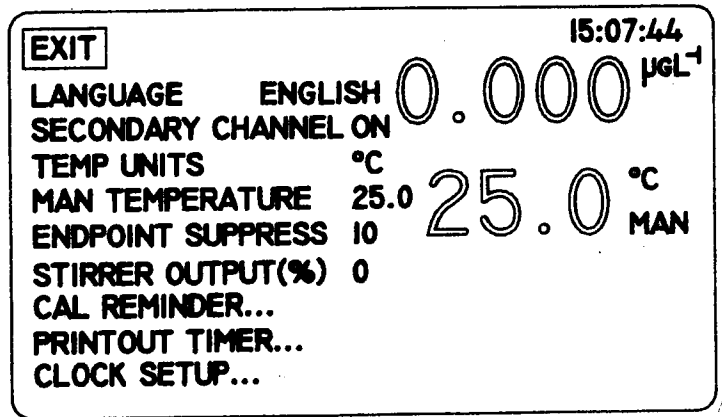 EXIT 15:07:44
0.000 µGL⁻¹
LANGUAGE ENGLISH
SECONDARY CHANNEL ON
TEMP UNITS °C
MAN TEMPERATURE 25.0
25.0 °C
MAN
ENDPOINT SUPPRESS 10
STIRRER OUTPUT(%) 0
CAL REMINDER...
PRINTOUT TIMER...
CLOCK SETUP...